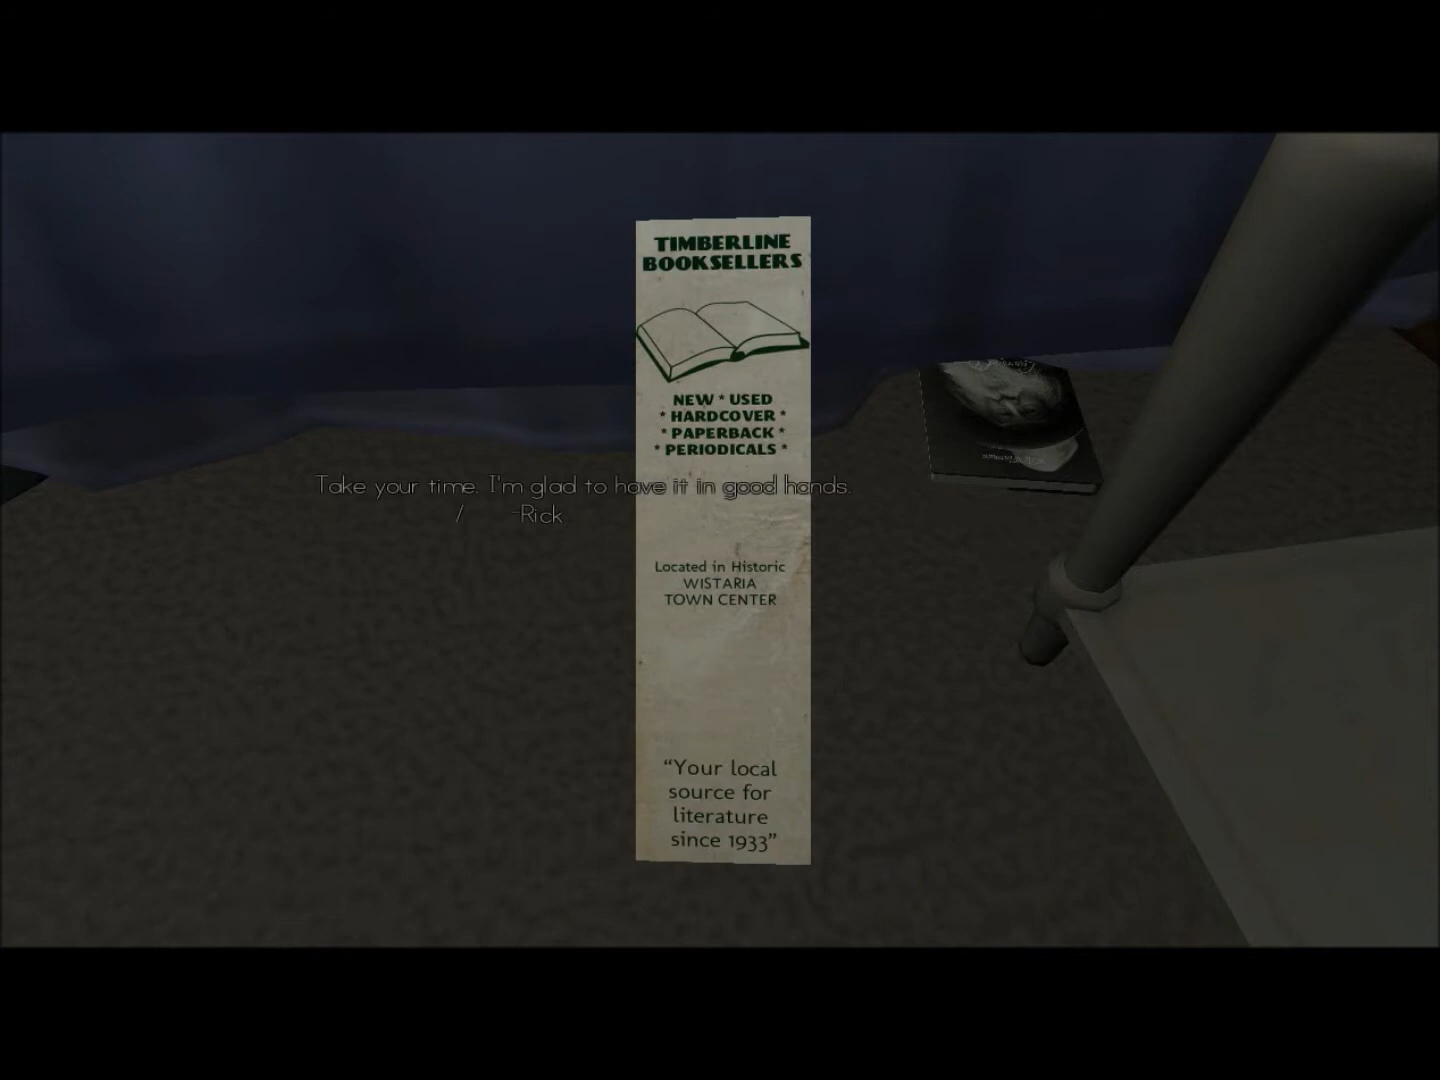 TIMBERLINE
BOOKSELLERS
NEW * USED
* HARDCOVER *
* PAPERBACK *
* PERIODICALS *
Take your time. I'm glad to have it in good hands.
/ -Rick
Located in Historic
WISTARIA
TOWN CENTER
“Your local
source for
literature
since 1933”